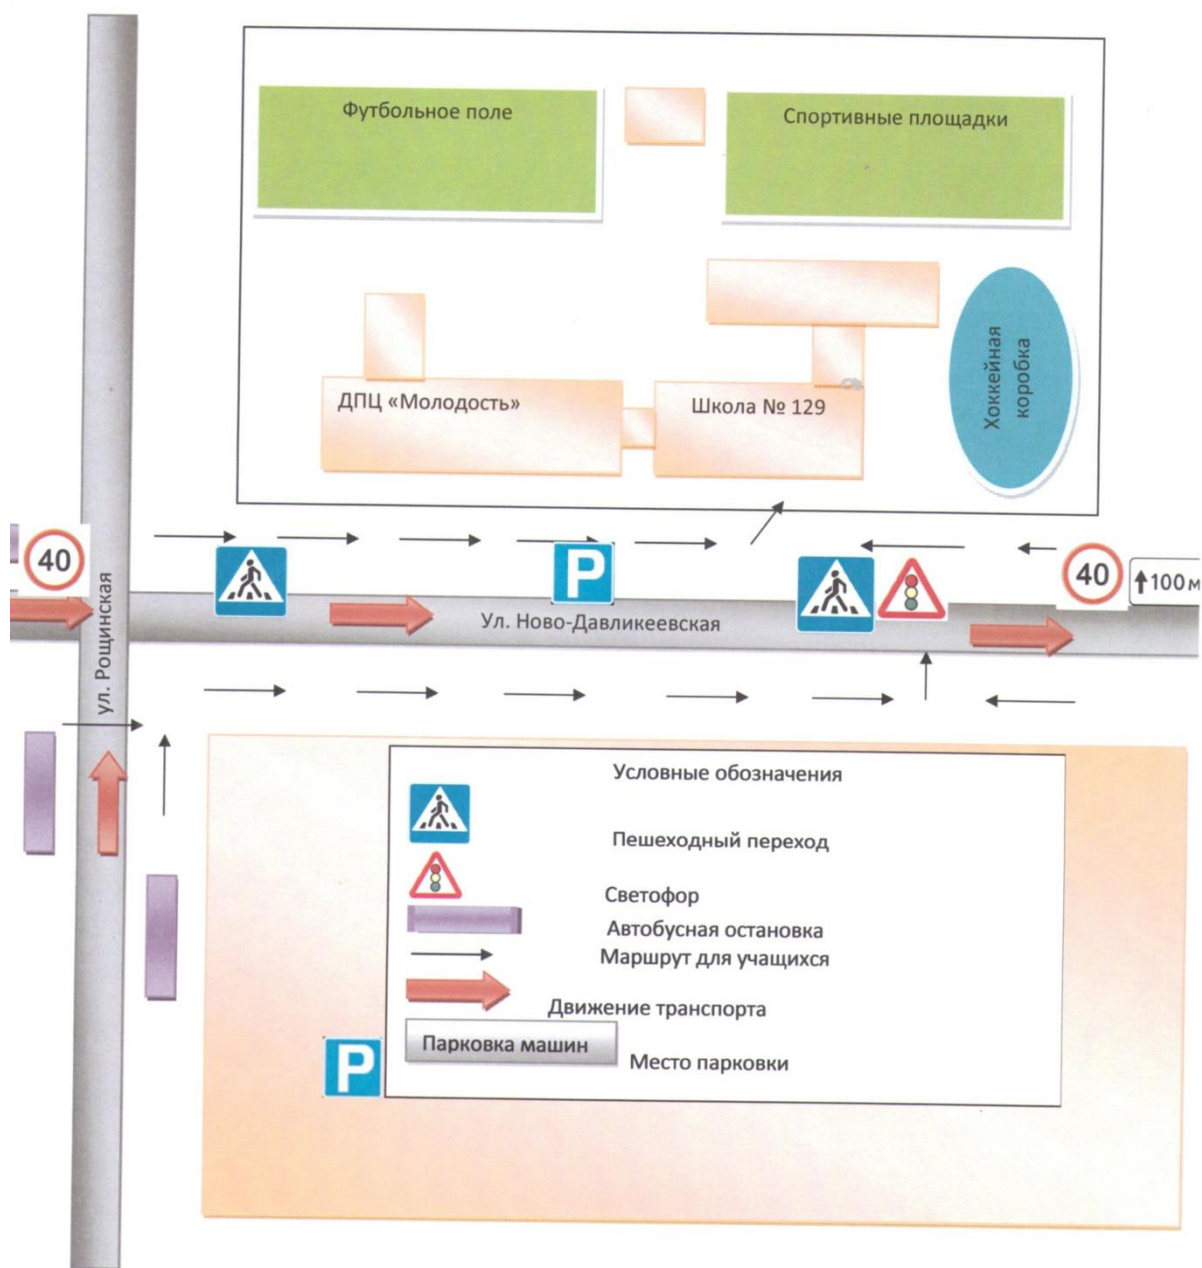 Футбольное поле
Спортивные площадки
ДПЦ «Молодость»
Школа № 129
Хоккейная
коробка
40
P
40
100 м
ул. Рощинская
Ул. Ново-Давликеевская
Условные обозначения
Пешеходный переход
Светофор
Автобусная остановка
Маршрут для учащихся
Движение транспорта
Парковка машин
P
Место парковки